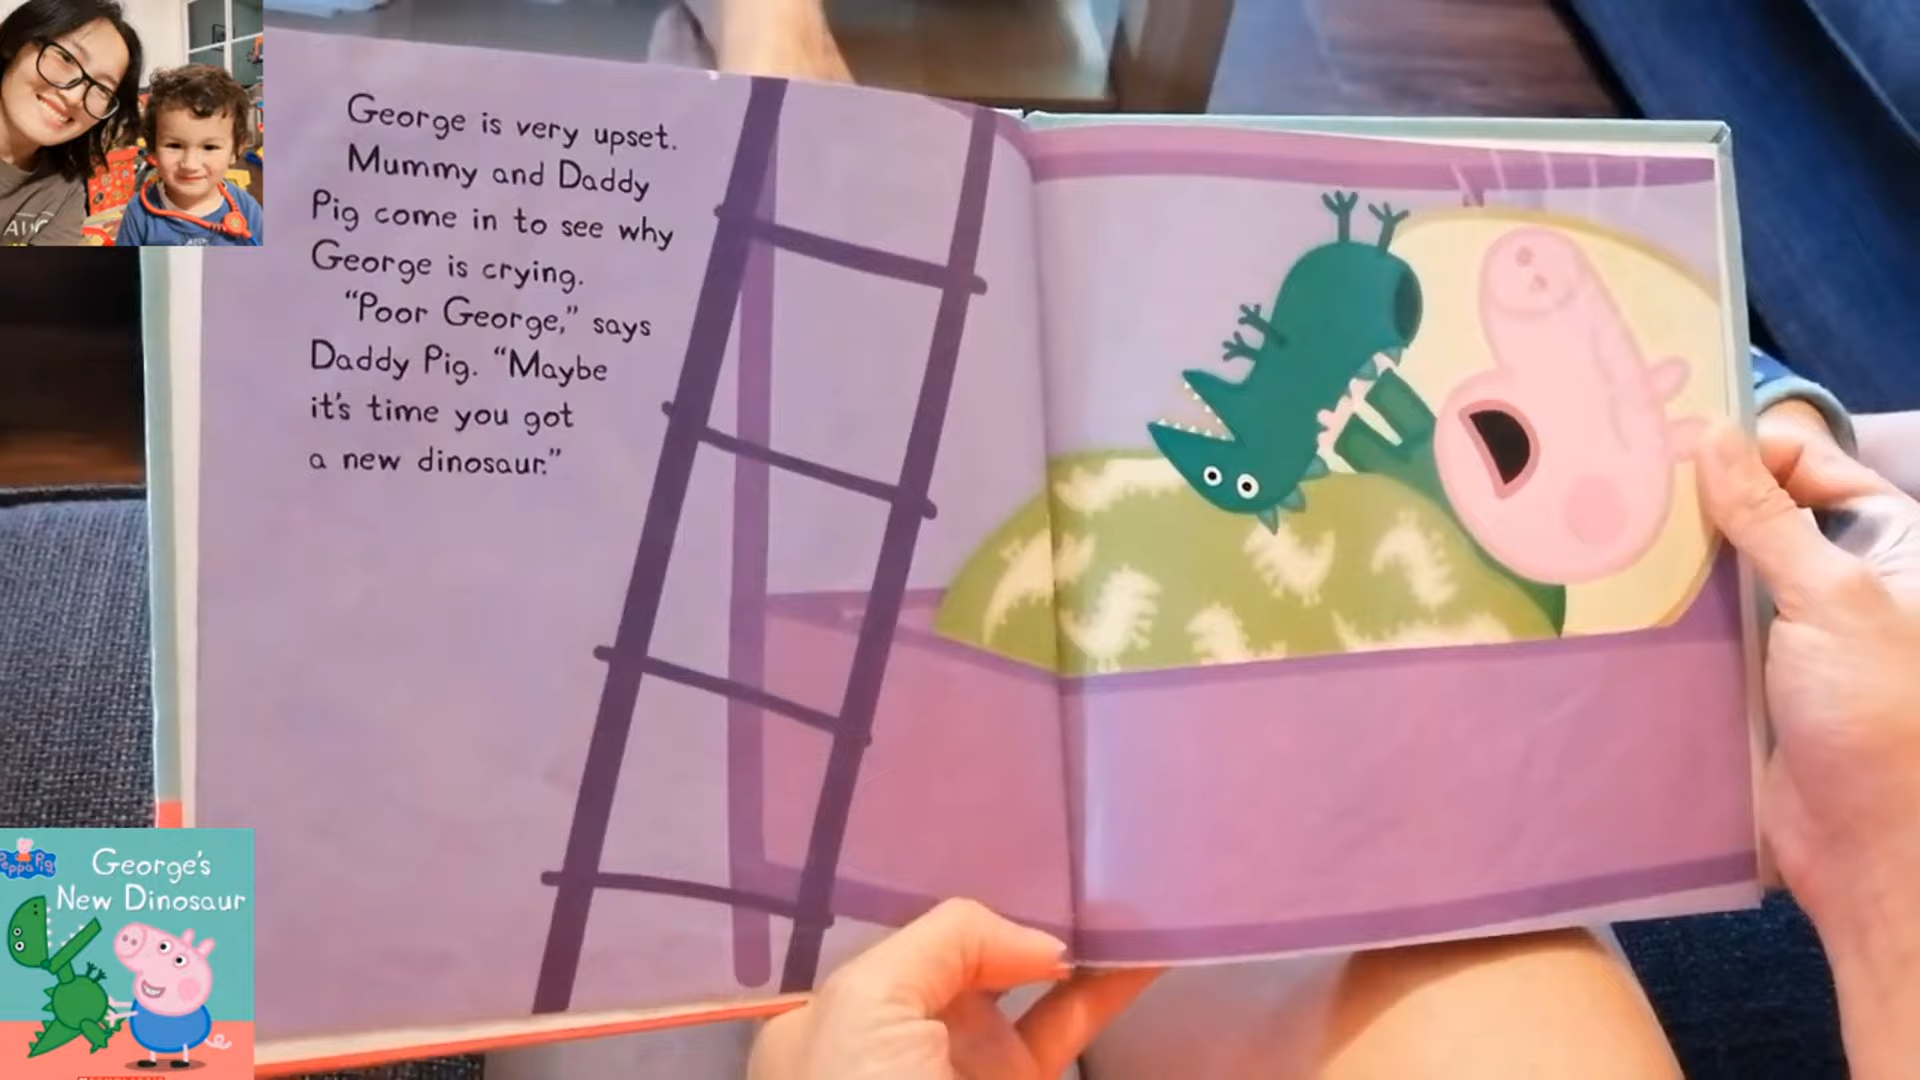 George is very upset.
Mummy and Daddy
Pig come in to see why
George is crying.
“Poor George,” says
Daddy Pig. “Maybe
it's time you got
a new dinosaur.”
Peppa Pig
George's
New Dinosaur